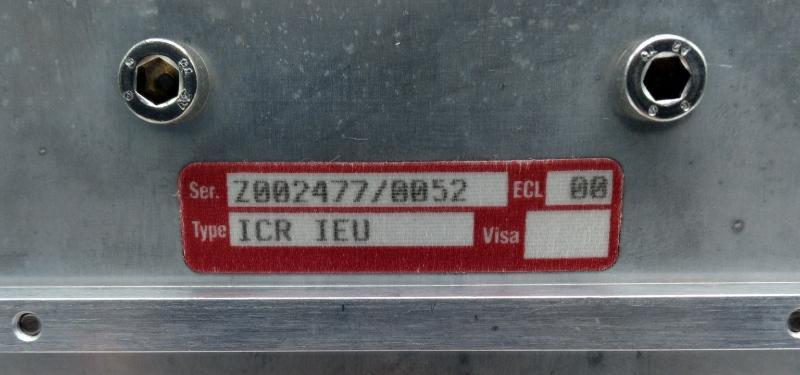 Ser. Z002477/0052 ECL 00
Type ICR IEU Visa